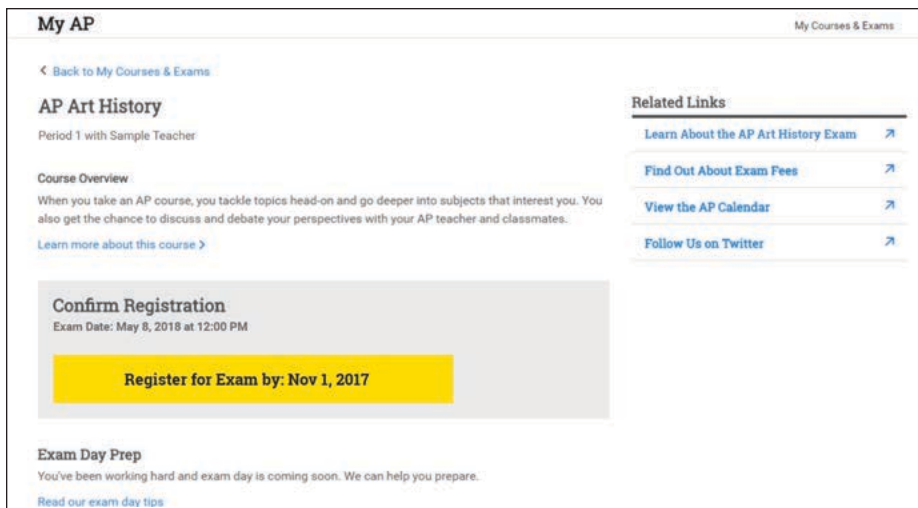 My AP
My Courses & Exams
Back to My Courses & Exams
AP Art History
Period 1 with Sample Teacher
Course Overview
When you take an AP course, you tackle topics head-on and go deeper into subjects that interest you. You
also get the chance to discuss and debate your perspectives with your AP teacher and classmates.
Learn more about this course >
Confirm Registration
Exam Date: May 8, 2018 at 12:00 PM
Register for Exam by: Nov 1, 2017
Exam Day Prep
You've been working hard and exam day is coming soon. We can help you prepare.
Read our exam day tips
Related Links
Learn About the AP Art History Exam
Find Out About Exam Fees
View the AP Calendar
Follow Us on Twitter